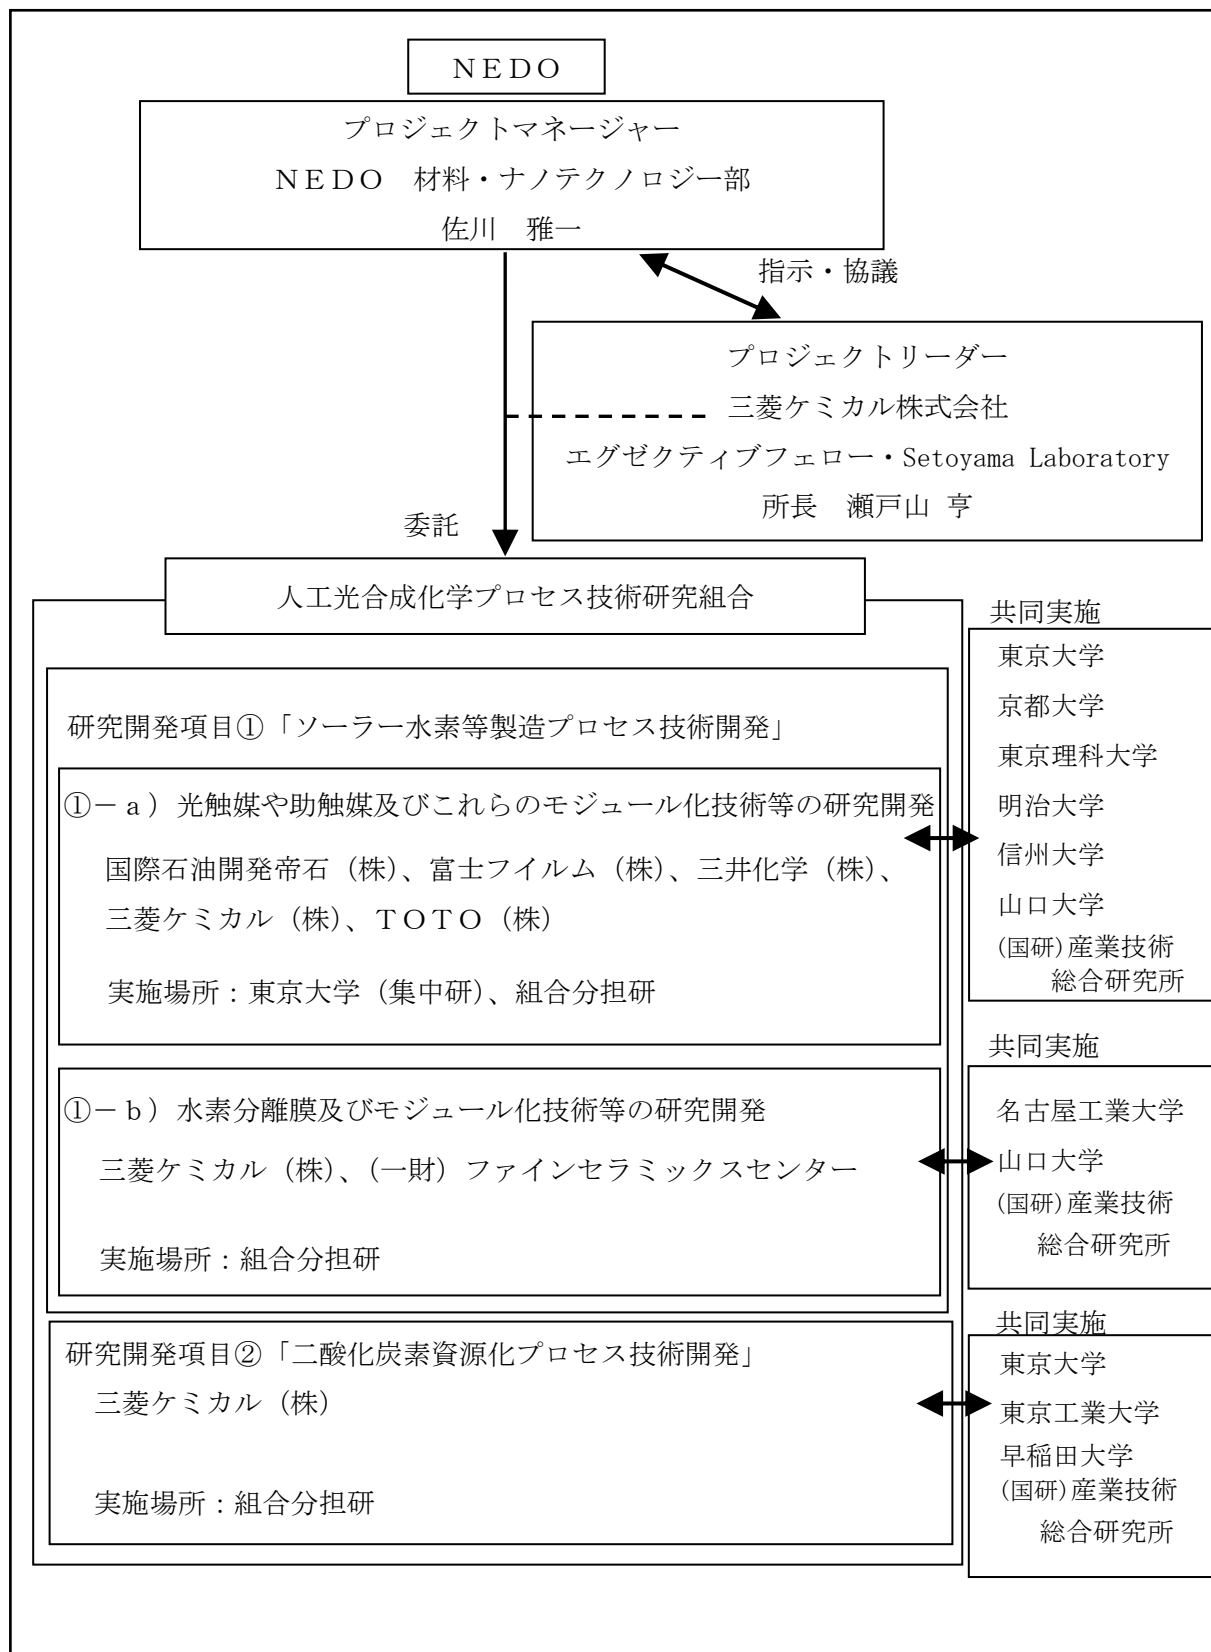 ＮＥＤＯ
プロジェクトマネージャー
ＮＥＤＯ　材料・ナノテクノロジー部
佐川　雅一
指示・協議
プロジェクトリーダー
三菱ケミカル株式会社
エグゼクティブフェロー・Setoyama Laboratory
所長　瀬戸山 亨
委託
人工光合成化学プロセス技術研究組合
研究開発項目①「ソーラー水素等製造プロセス技術開発」
①－ａ）光触媒や助触媒及びこれらのモジュール化技術等の研究開発
国際石油開発帝石（株）、富士フイルム（株）、三井化学（株）、
三菱ケミカル（株）、ＴＯＴＯ（株）
実施場所：東京大学（集中研）、組合分担研
共同実施
東京大学
京都大学
東京理科大学
明治大学
信州大学
山口大学
(国研)産業技術
総合研究所
①－ｂ）水素分離膜及びモジュール化技術等の研究開発
三菱ケミカル（株）、（一財）ファインセラミックスセンター
実施場所：組合分担研
共同実施
名古屋工業大学
山口大学
(国研)産業技術
総合研究所
研究開発項目②「二酸化炭素資源化プロセス技術開発」
三菱ケミカル（株）
実施場所：組合分担研
共同実施
東京大学
東京工業大学
早稲田大学
(国研)産業技術
総合研究所